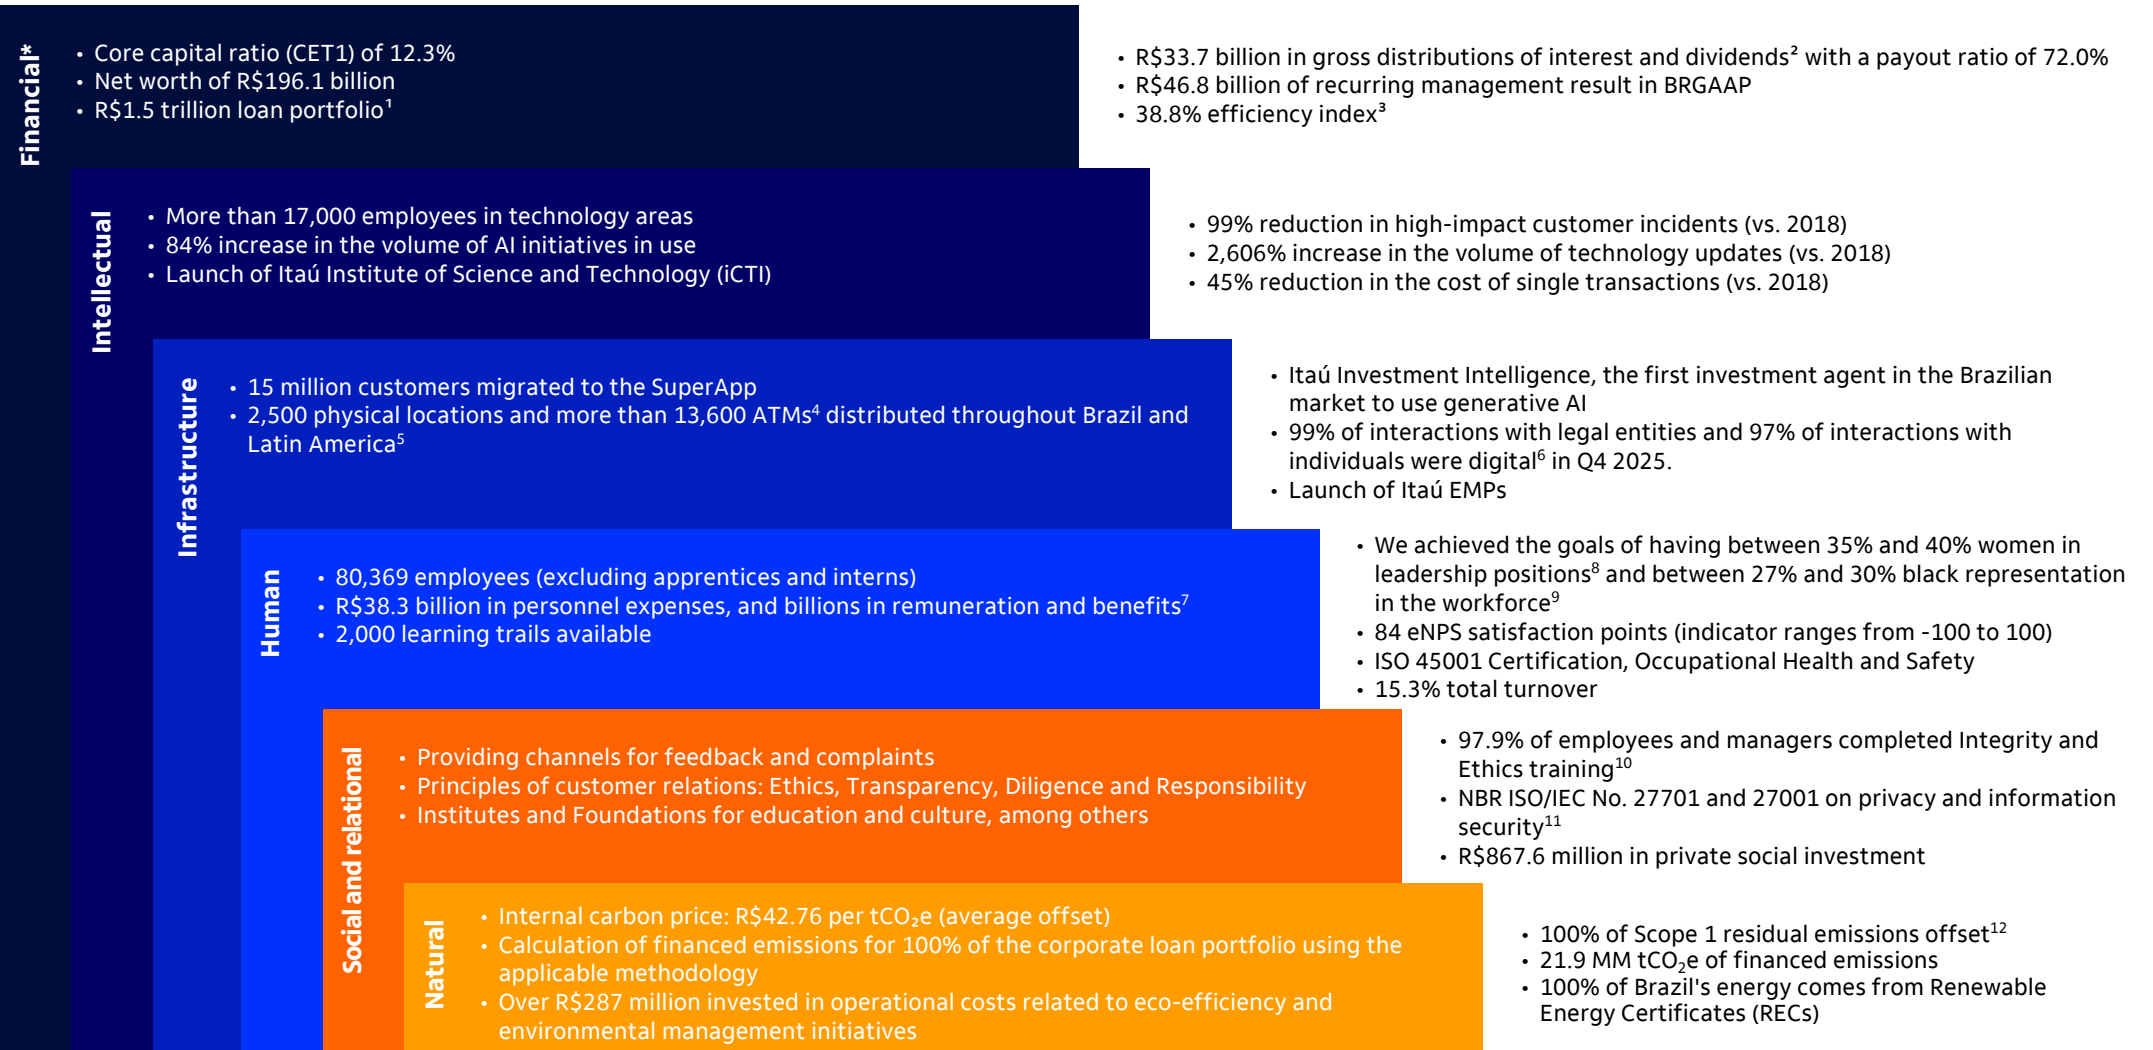 Financial*
• Core capital ratio (CET1) of 12.3%
• Net worth of R$196.1 billion
• R$1.5 trillion loan portfolio¹
• R$33.7 billion in gross distributions of interest and dividends² with a payout ratio of 72.0%
• R$46.8 billion of recurring management result in BRGAAP
• 38.8% efficiency index³
Intellectual
• More than 17,000 employees in technology areas
• 84% increase in the volume of AI initiatives in use
• Launch of Itaú Institute of Science and Technology (iCTI)
• 99% reduction in high-impact customer incidents (vs. 2018)
• 2,606% increase in the volume of technology updates (vs. 2018)
• 45% reduction in the cost of single transactions (vs. 2018)
Infrastructure
• 15 million customers migrated to the SuperApp
• 2,500 physical locations and more than 13,600 ATMs⁴ distributed throughout Brazil and
Latin America⁵
• Itaú Investment Intelligence, the first investment agent in the Brazilian
market to use generative AI
• 99% of interactions with legal entities and 97% of interactions with
individuals were digital⁶ in Q4 2025.
• Launch of Itaú EMPs
Human
• 80,369 employees (excluding apprentices and interns)
• R$38.3 billion in personnel expenses, and billions in remuneration and benefits⁷
• 2,000 learning trails available
• We achieved the goals of having between 35% and 40% women in
leadership positions⁸ and between 27% and 30% black representation
in the workforce⁹
• 84 eNPS satisfaction points (indicator ranges from -100 to 100)
• ISO 45001 Certification, Occupational Health and Safety
• 15.3% total turnover
Social and relational
• Providing channels for feedback and complaints
• Principles of customer relations: Ethics, Transparency, Diligence and Responsibility
• Institutes and Foundations for education and culture, among others
• 97.9% of employees and managers completed Integrity and
Ethics training¹⁰
• NBR ISO/IEC No. 27701 and 27001 on privacy and information
security¹¹
• R$867.6 million in private social investment
Natural
• Internal carbon price: R$42.76 per tCO₂e (average offset)
• Calculation of financed emissions for 100% of the corporate loan portfolio using the
applicable methodology
• Over R$287 million invested in operational costs related to eco-efficiency and
environmental management initiatives
• 100% of Scope 1 residual emissions offset¹²
• 21.9 MM tCO₂e of financed emissions
• 100% of Brazil's energy comes from Renewable
Energy Certificates (RECs)